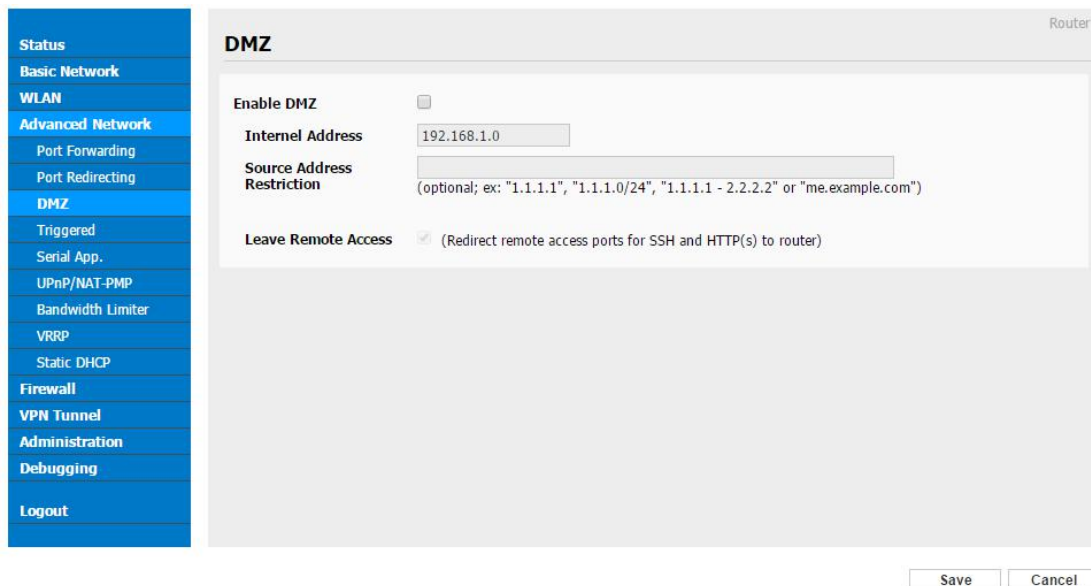 Router
Status
Basic Network
WLAN
Advanced Network
Port Forwarding
Port Redirecting
DMZ
Triggered
Serial App.
UPnP/NAT-PMP
Bandwidth Limiter
VRRP
Static DHCP
Firewall
VPN Tunnel
Administration
Debugging
Logout
DMZ
Enable DMZ
Internal Address 192.168.1.0
Source Address
Restriction
(optional; ex: "1.1.1.1", "1.1.1.0/24", "1.1.1.1 - 2.2.2.2" or "me.example.com")
Leave Remote Access (Redirect remote access ports for SSH and HTTP(s) to router)
Save Cancel